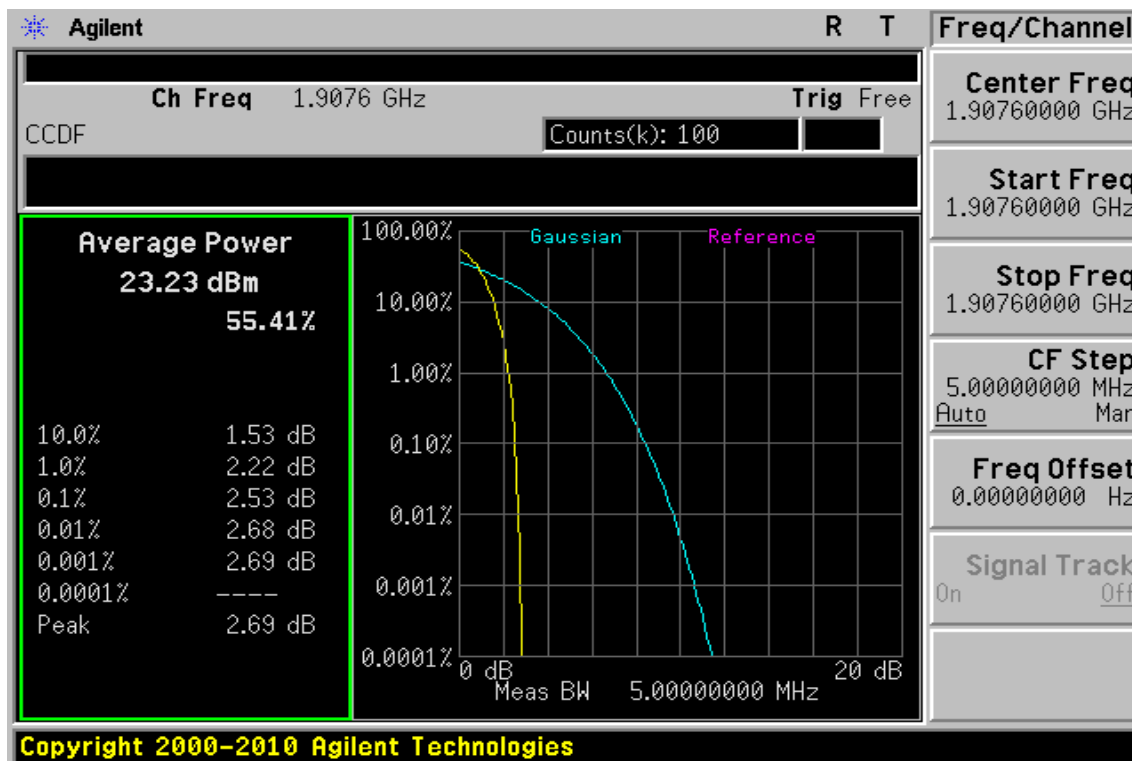 Agilent R T
Ch Freq 1.9076 GHz Trig Free
CCDF Counts(k): 100
Average Power
23.23 dBm
55.41%
10.0% 1.53 dB
1.0% 2.22 dB
0.1% 2.53 dB
0.01% 2.68 dB
0.001% 2.69 dB
0.0001% ----
Peak 2.69 dB
Gaussian Reference
100.00%
10.00%
1.00%
0.10%
0.01%
0.001%
0.0001%
0 dB 20 dB
Meas BW 5.00000000 MHz
Freq/Channel
Center Freq
1.90760000 GHz
Start Freq
1.90760000 GHz
Stop Freq
1.90760000 GHz
CF Step
5.00000000 MHz
Auto Man
Freq Offset
0.00000000 Hz
Signal Track
On Off
Copyright 2000-2010 Agilent Technologies